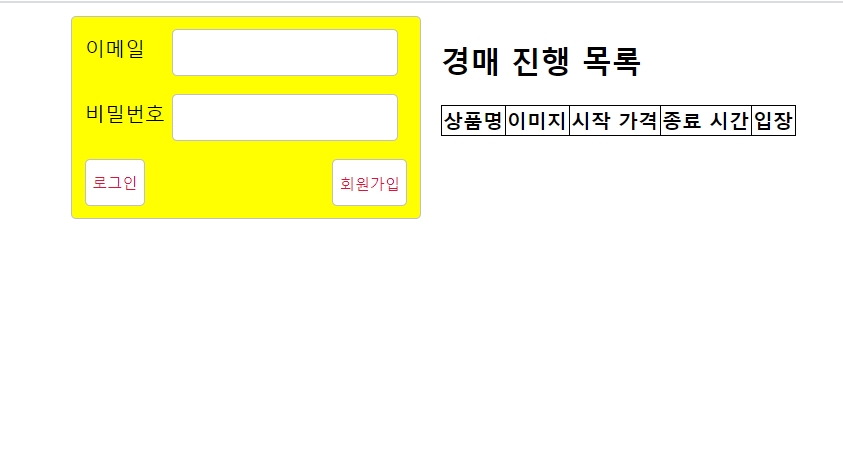 이메일
비밀번호
로그인 회원가입
경매 진행 목록
상품명 이미지 시작 가격 종료 시간 입장